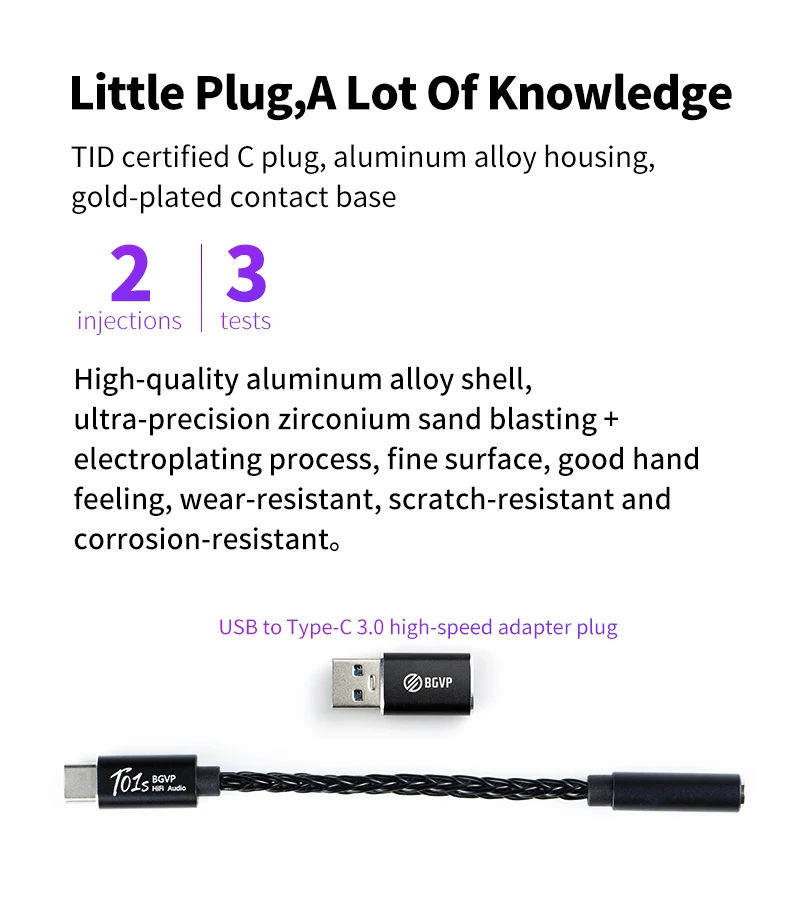 Little Plug,A Lot Of Knowledge
TID certified C plug, aluminum alloy housing,
gold-plated contact base
2
injections
3
tests
High-quality aluminum alloy shell,
ultra-precision zirconium sand blasting +
electroplating process, fine surface, good hand
feeling, wear-resistant, scratch-resistant and
corrosion-resistant。
USB to Type-C 3.0 high-speed adapter plug
BGVP
T01s
BGVP
HiFi Audio